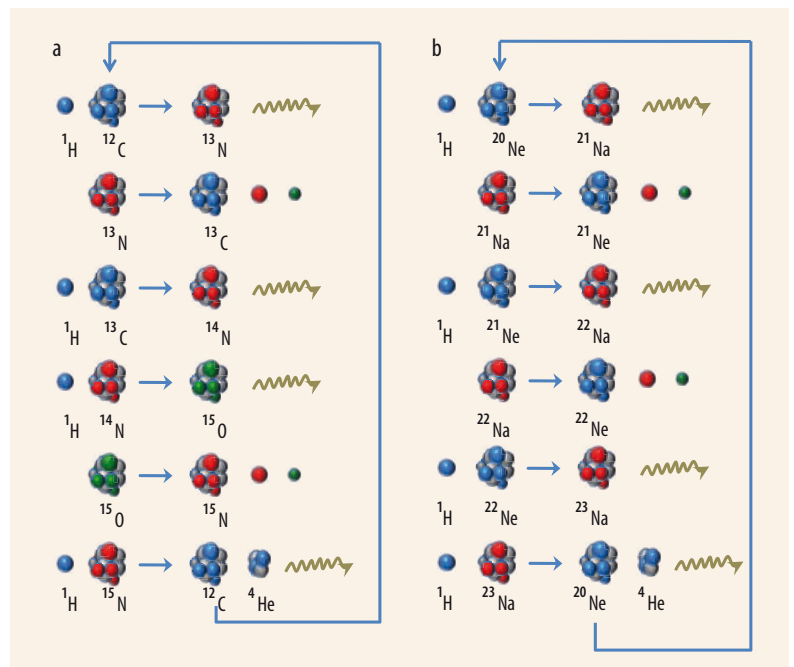 a
¹H ¹²C ¹³N
¹³N ¹³C
¹H ¹³C ¹⁴N
¹H ¹⁴N ¹⁵O
¹⁵O ¹⁵N
¹H ¹⁵N ¹²C ⁴He
b
¹H ²⁰Ne ²¹Na
²¹Na ²¹Ne
¹H ²¹Ne ²²Na
²²Na ²²Ne
¹H ²²Ne ²³Na
¹H ²³Na ²⁰Ne ⁴He